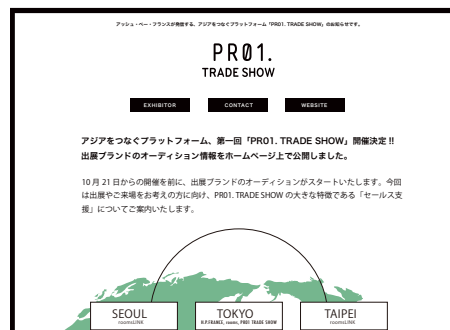 アッシュ・ペー・フランスが発信する、アジアをつなぐプラットフォーム「PR01. TRADE SHOW」のお知らせです。
PR01.
TRADE SHOW
EXHIBITOR CONTACT WEBSITE
アジアをつなぐプラットフォーム、第一回「PR01. TRADE SHOW」開催決定 !!
出展ブランドのオーディション情報をホームページ上で公開しました。
10 月 21 日からの開催を前に、出展ブランドのオーディションがスタートいたします。今回
は出展やご来場をお考えの方に向け、PR01. TRADE SHOW の大きな特徴である「セールス支
援」についてご案内いたします。
SEOUL TOKYO TAIPEI
roomsLINK H.P.FRANCE, rooms, PR01 TRADE SHOW roomsLINK